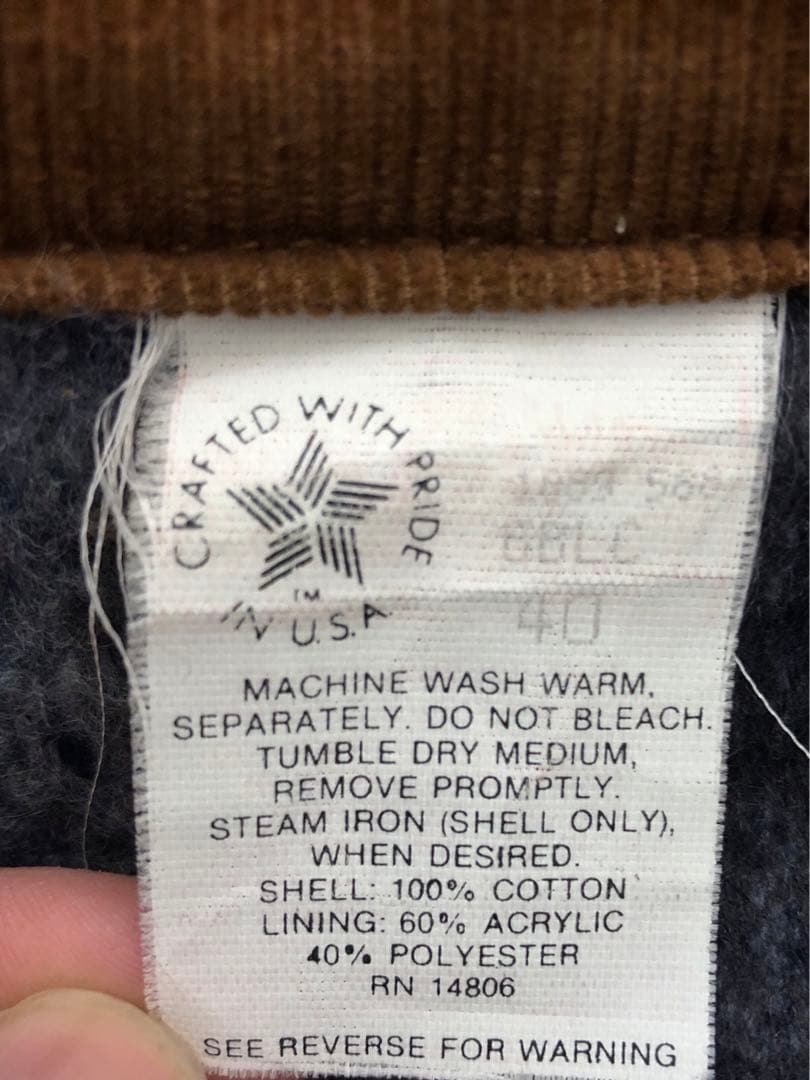 CRAFTED WITH PRIDE
IN U.S.A
TM
40
MACHINE WASH WARM,
SEPARATELY. DO NOT BLEACH.
TUMBLE DRY MEDIUM,
REMOVE PROMPTLY.
STEAM IRON (SHELL ONLY),
WHEN DESIRED.
SHELL: 100% COTTON
LINING: 60% ACRYLIC
40% POLYESTER
RN 14806
SEE REVERSE FOR WARNING